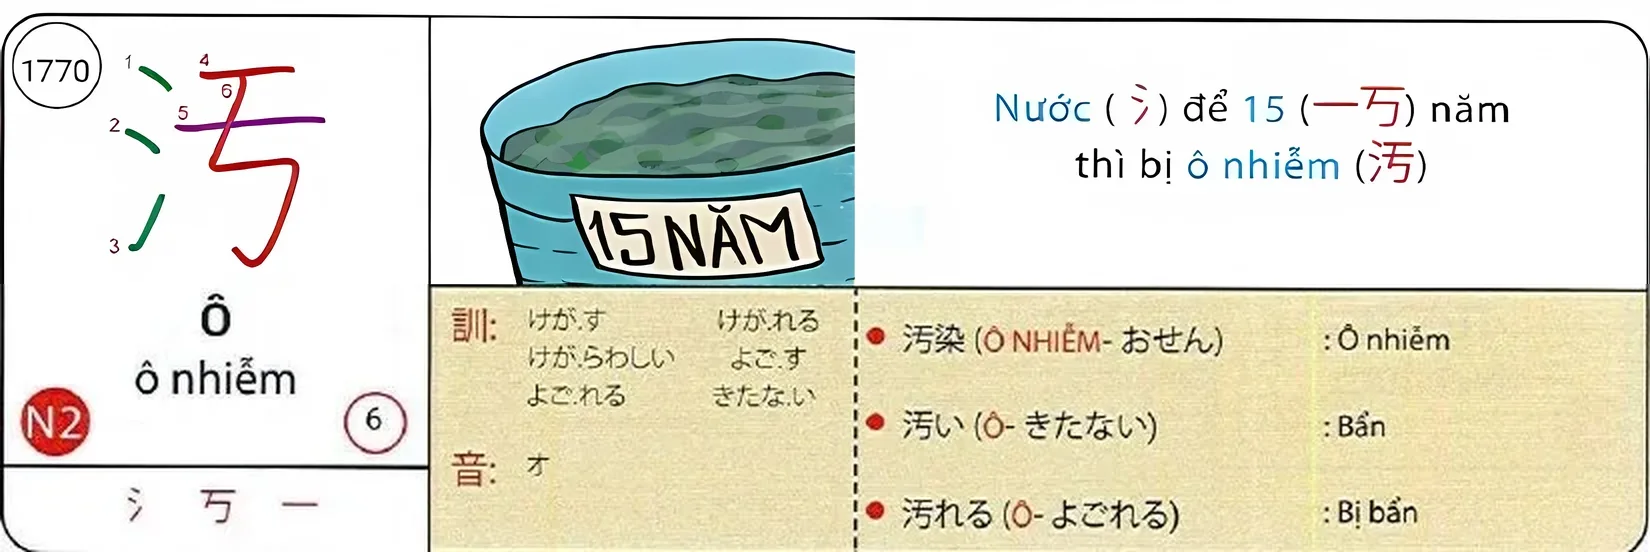 1770
1 2 3 4 5 6
汚
Ô
ô nhiễm
N2
6
氵 丂 一
15 NĂM
Nước (氵) để 15 (一丂) năm
thì bị ô nhiễm (汚)
訓: けが.す けが.れる
けが.らわしい よご.す
よご.れる きたな.い
音: オ
汚染 (Ô NHIỄM- おせん) : Ô nhiễm
汚い (Ô- きたない) : Bẩn
汚れる (Ô- よごれる) : Bị bẩn